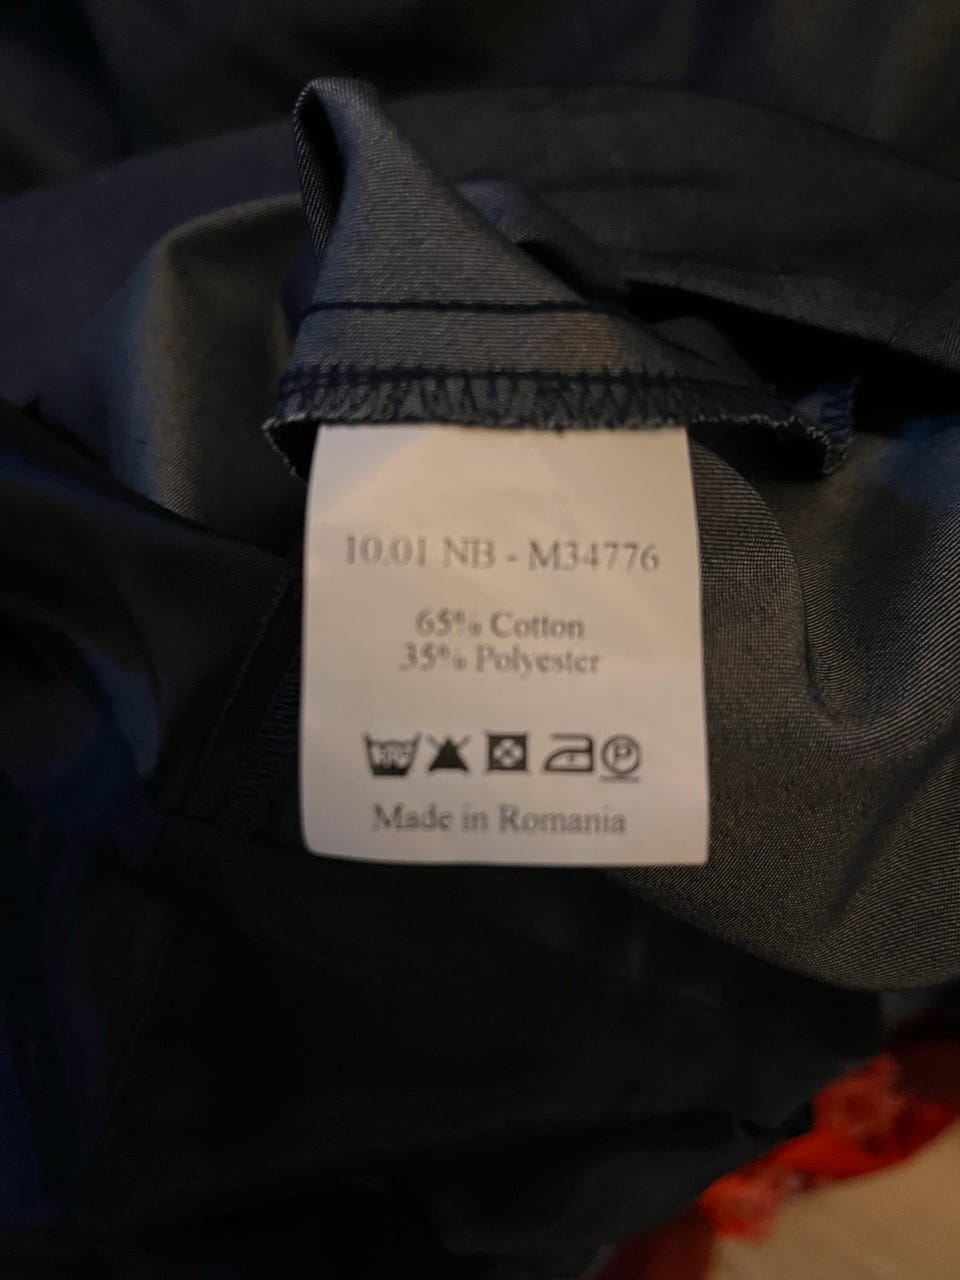 10.01 NB - M34776
65% Cotton
35% Polyester
P
Made in Romania